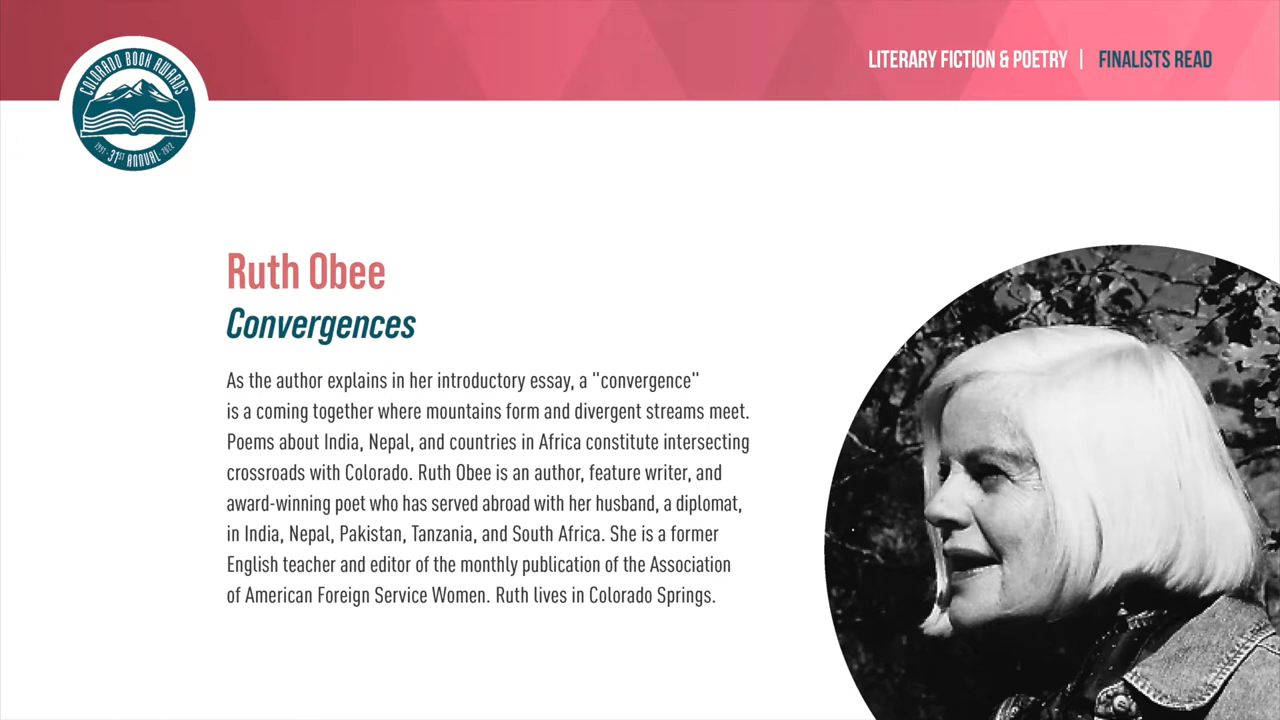 COLORADO BOOK AWARDS
1991 · 31ST ANNUAL · 2022
LITERARY FICTION & POETRY | FINALISTS READ
Ruth Obee
Convergences
As the author explains in her introductory essay, a "convergence"
is a coming together where mountains form and divergent streams meet.
Poems about India, Nepal, and countries in Africa constitute intersecting
crossroads with Colorado. Ruth Obee is an author, feature writer, and
award-winning poet who has served abroad with her husband, a diplomat,
in India, Nepal, Pakistan, Tanzania, and South Africa. She is a former
English teacher and editor of the monthly publication of the Association
of American Foreign Service Women. Ruth lives in Colorado Springs.